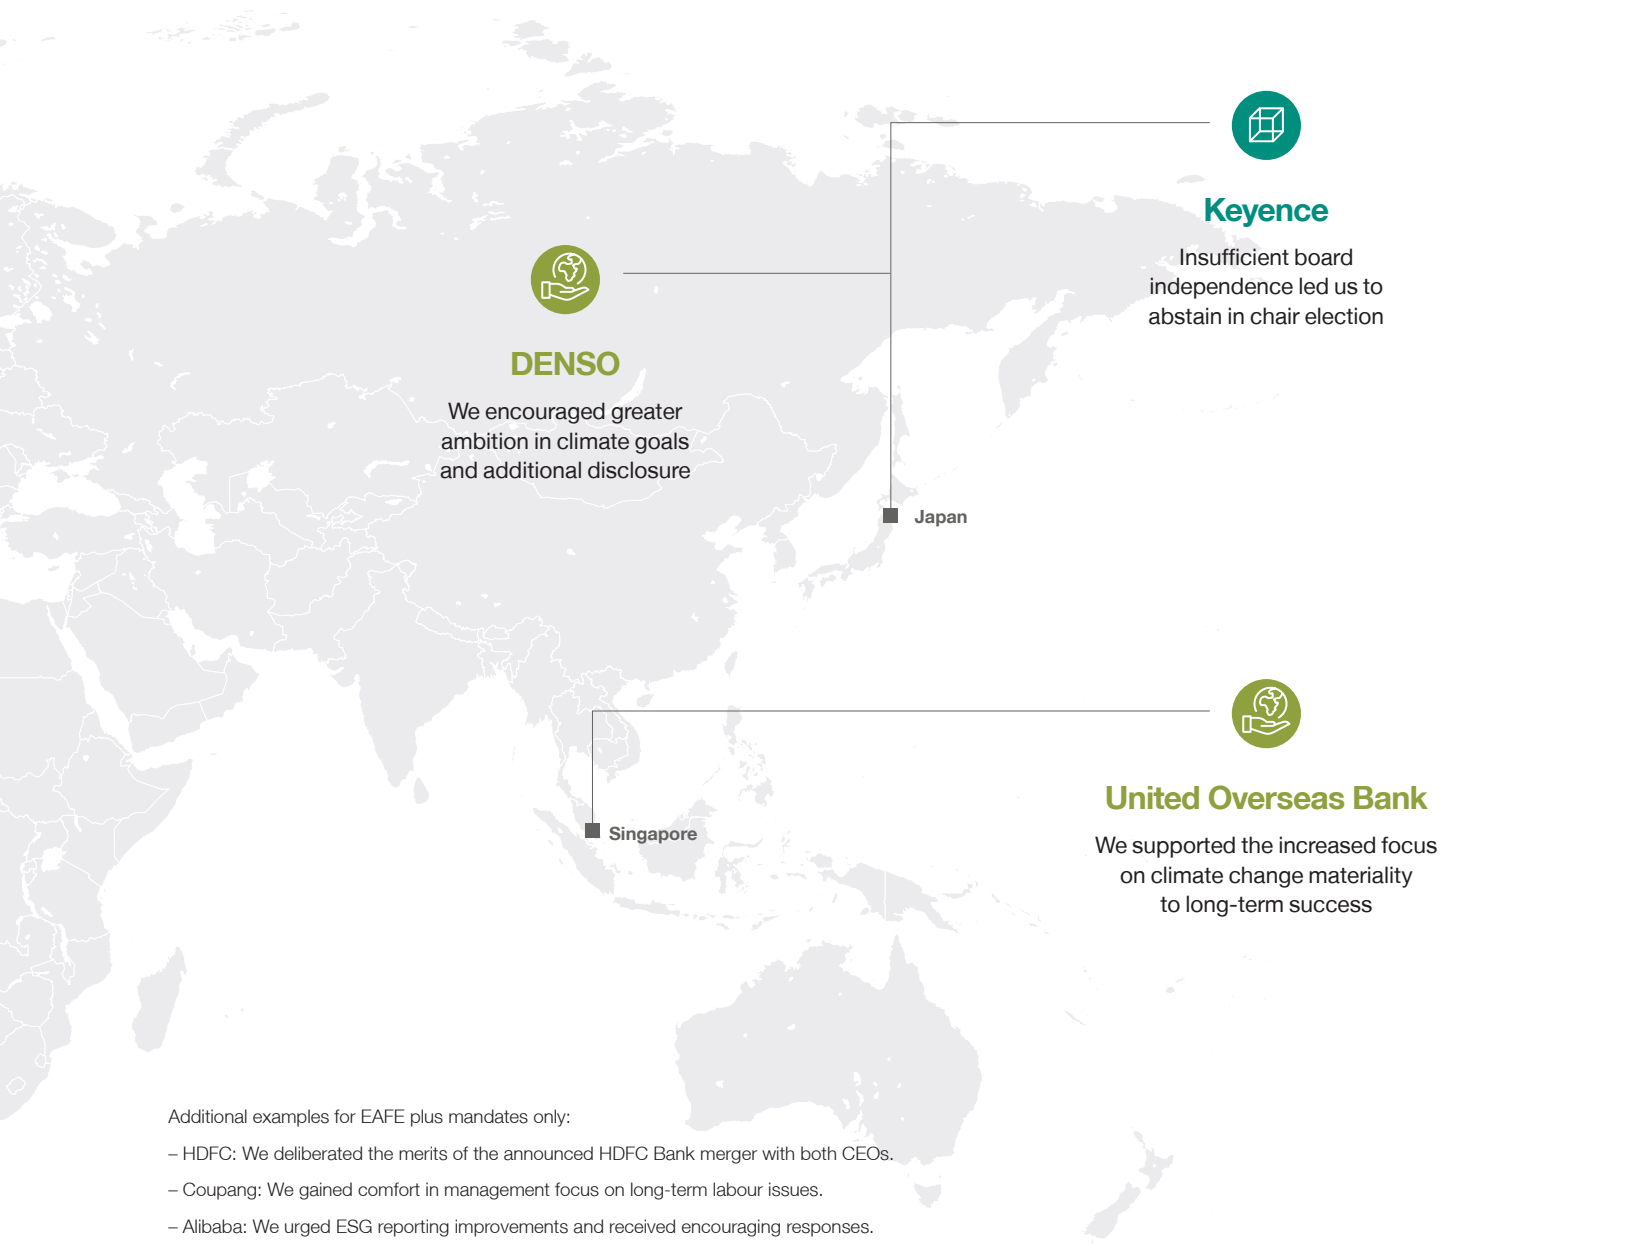 Keyence
Insufficient board
independence led us to
abstain in chair election
DENSO
We encouraged greater
ambition in climate goals
and additional disclosure
Japan
United Overseas Bank
We supported the increased focus
on climate change materiality
to long-term success
Singapore
Additional examples for EAFE plus mandates only:
– HDFC: We deliberated the merits of the announced HDFC Bank merger with both CEOs.
– Coupang: We gained comfort in management focus on long-term labour issues.
– Alibaba: We urged ESG reporting improvements and received encouraging responses.